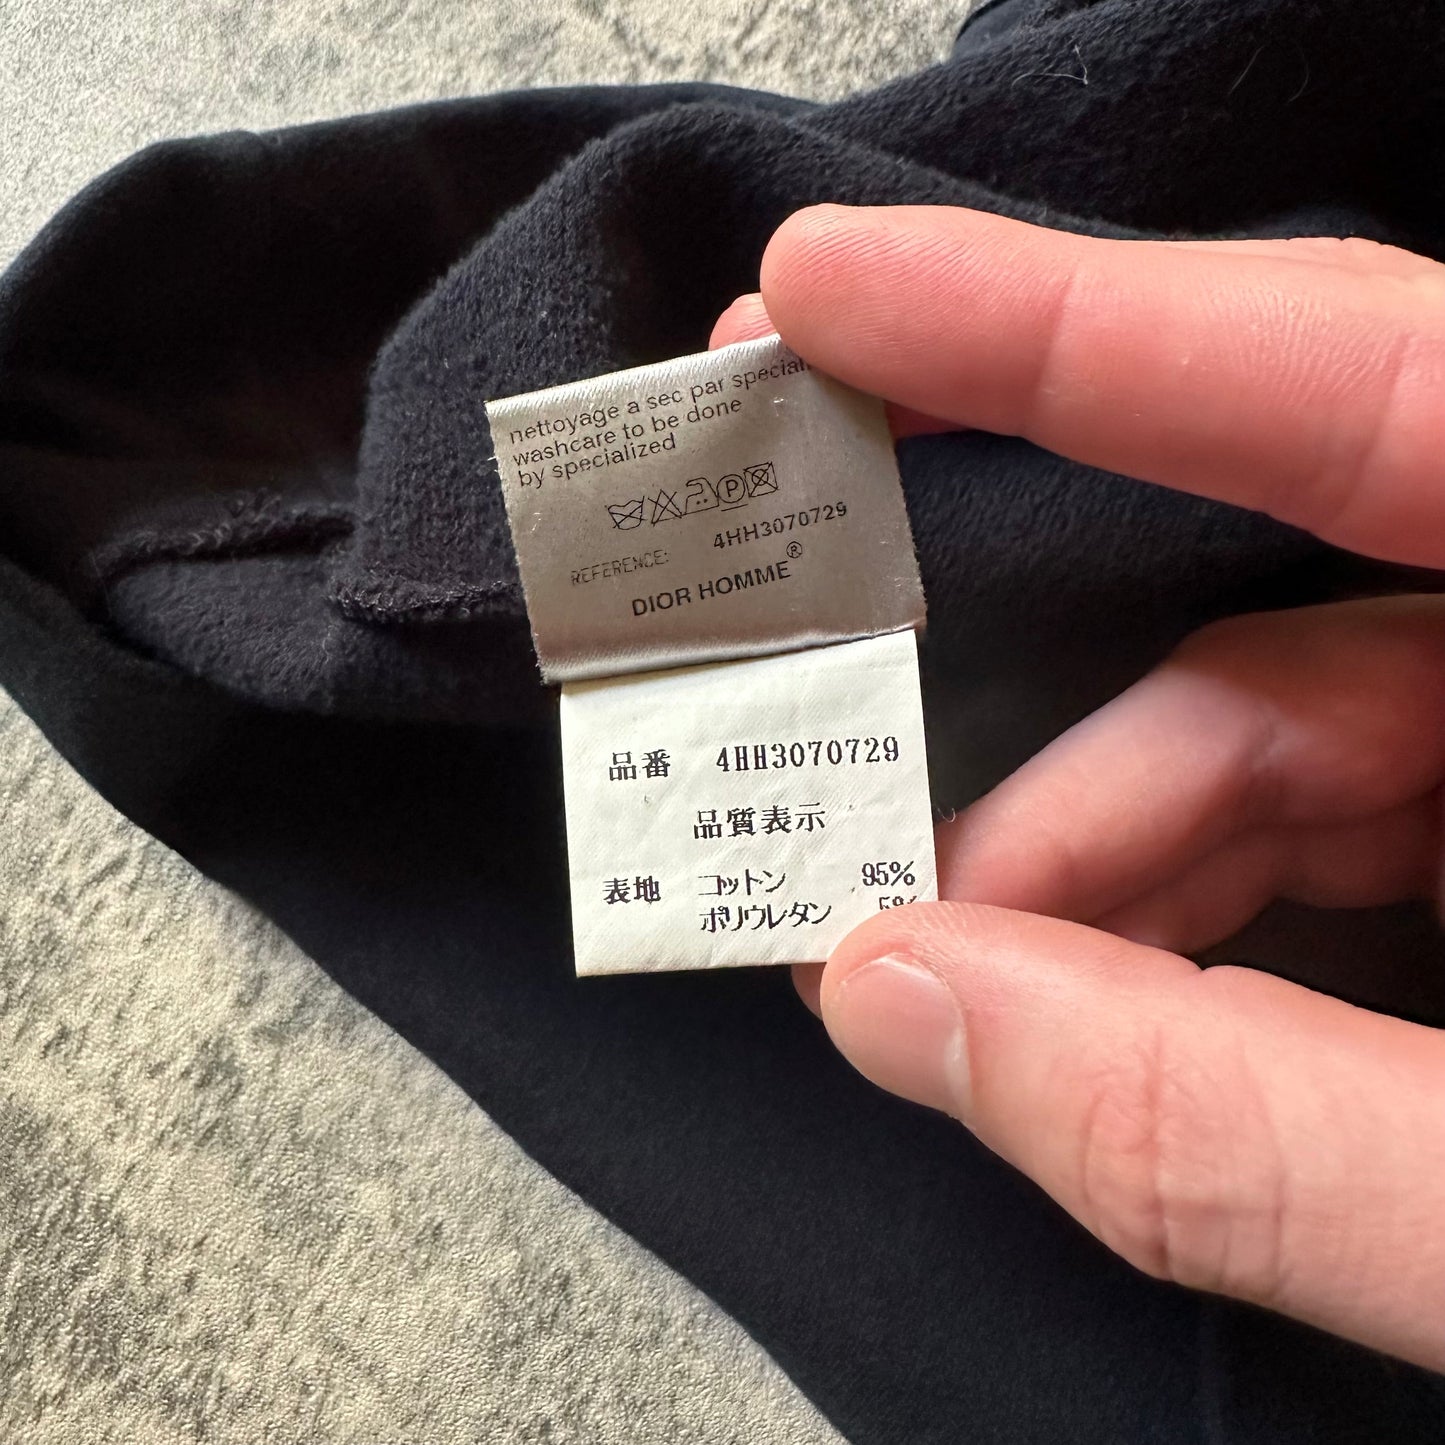 nettoyage a sec par
washcare to be done
by specialized
P
REFERENCE: 4HH3070729
DIOR HOMME®
品番 4HH3070729
品質表示
表地 コットン 95%
ポリウレタン 5%